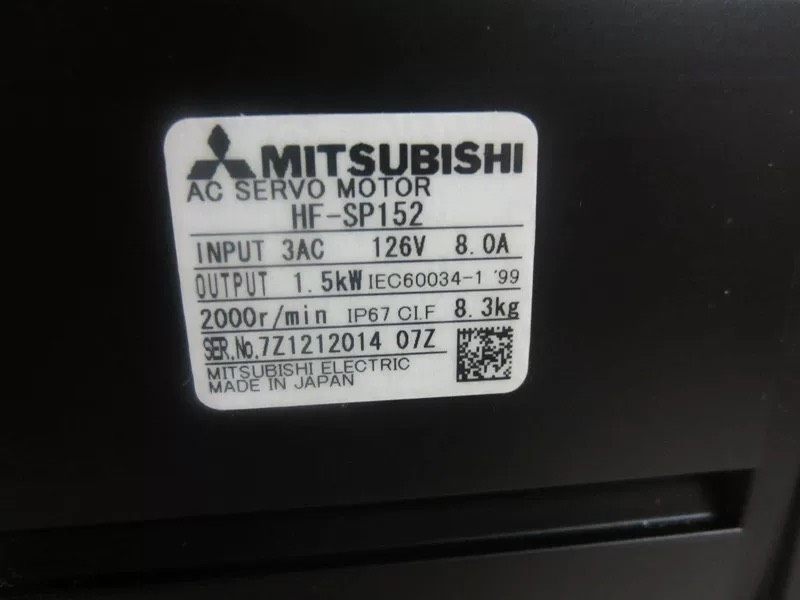 MITSUBISHI
AC SERVO MOTOR
HF-SP152
INPUT 3AC 126V 8.0A
OUTPUT 1.5kW IEC60034-1 '99
2000r/min IP67 CI.F 8.3kg
SER.No.7Z1212014 07Z
MITSUBISHI ELECTRIC
MADE IN JAPAN